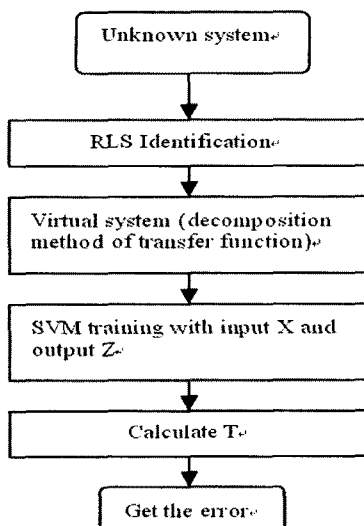 Unknown system
RLS Identification
Virtual system (decomposition
method of transfer function)
SVM training with input X and
output Z
Calculate T
Get the error